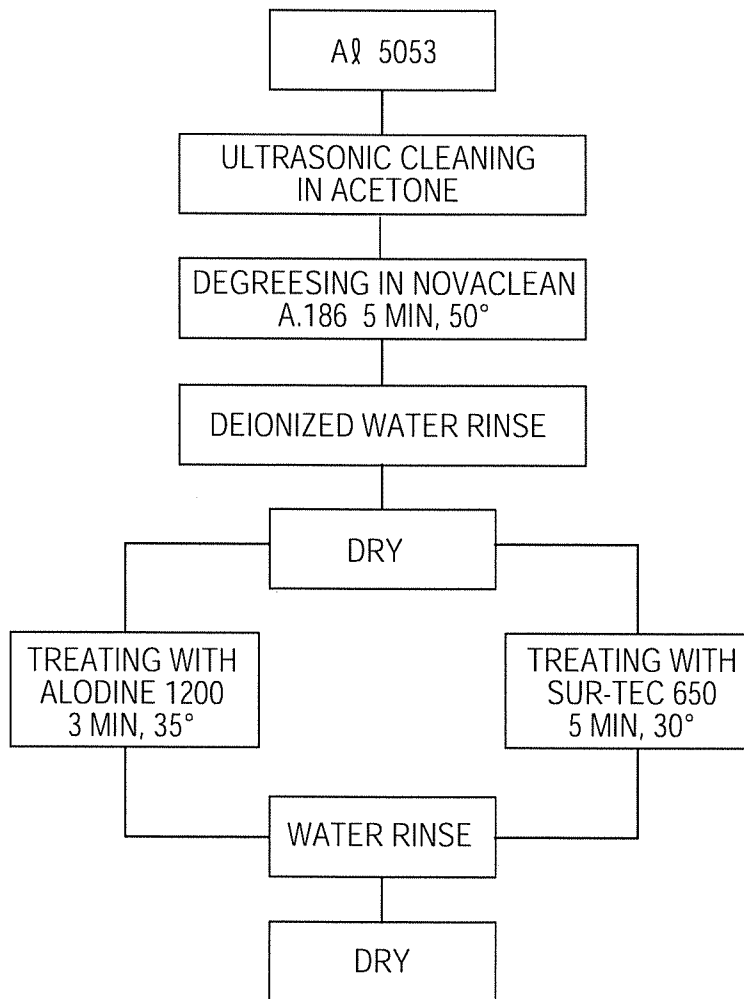 Aℓ 5053
ULTRASONIC CLEANING
IN ACETONE
DEGREESING IN NOVACLEAN
A.186 5 MIN, 50°
DEIONIZED WATER RINSE
DRY
TREATING WITH
ALODINE 1200
3 MIN, 35°
TREATING WITH
SUR-TEC 650
5 MIN, 30°
WATER RINSE
DRY